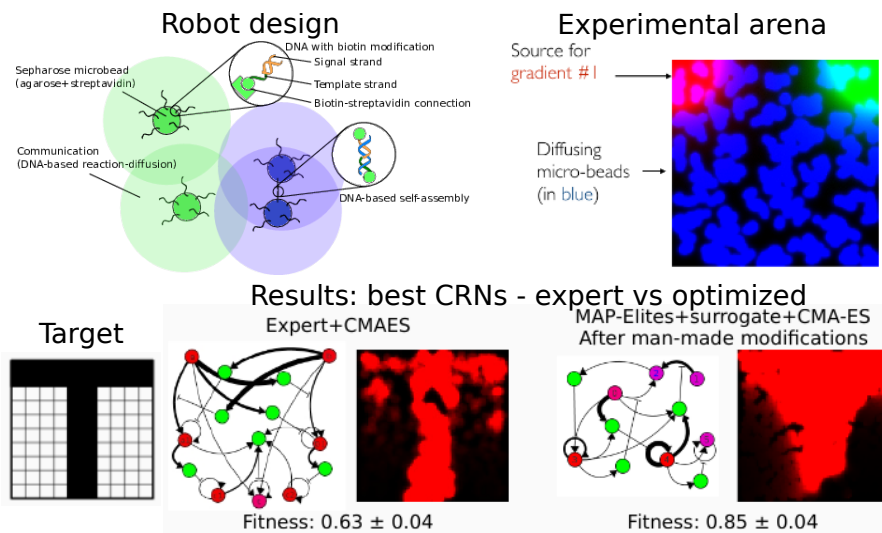 Robot design
DNA with biotin modification
Signal strand
Sepharose microbead
(agarose+streptavidin)
Template strand
Biotin-streptavidin connection
Communication
(DNA-based reaction-diffusion)
DNA-based self-assembly
Experimental arena
Source for
gradient #1
Diffusing
micro-beads
(in blue)
Results: best CRNs - expert vs optimized
Target
Expert+CMAES
Fitness: 0.63 ± 0.04
MAP-Elites+surrogate+CMA-ES
After man-made modifications
Fitness: 0.85 ± 0.04